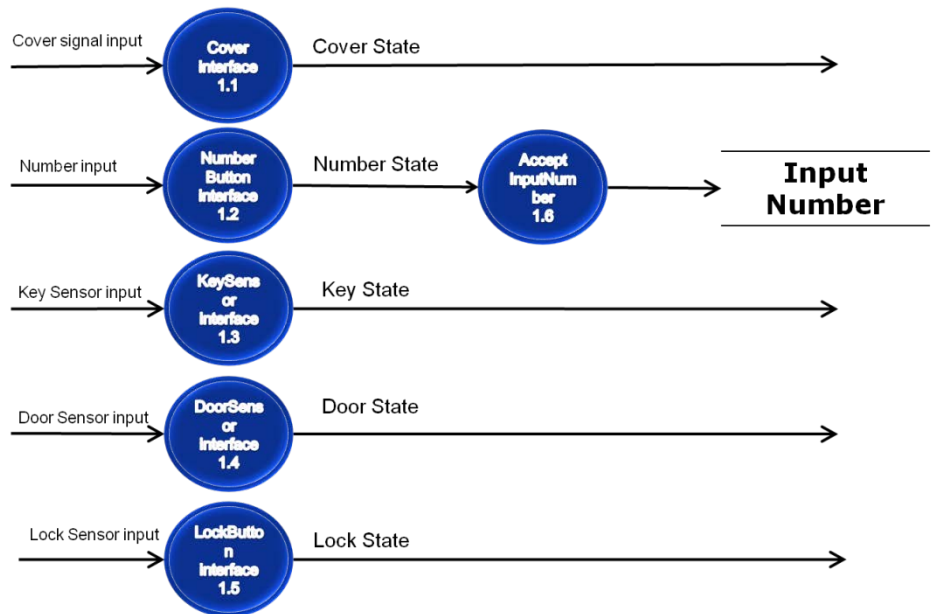 Cover signal input
Cover
Interface
1.1
Cover State
Number input
Number
Button
Interface
1.2
Number State
Accept
InputNum
ber
1.6
Input
Number
Key Sensor input
KeySens
or
Interface
1.3
Key State
Door Sensor input
DoorSens
or
Interface
1.4
Door State
Lock Sensor input
LockButto
n
Interface
1.5
Lock State